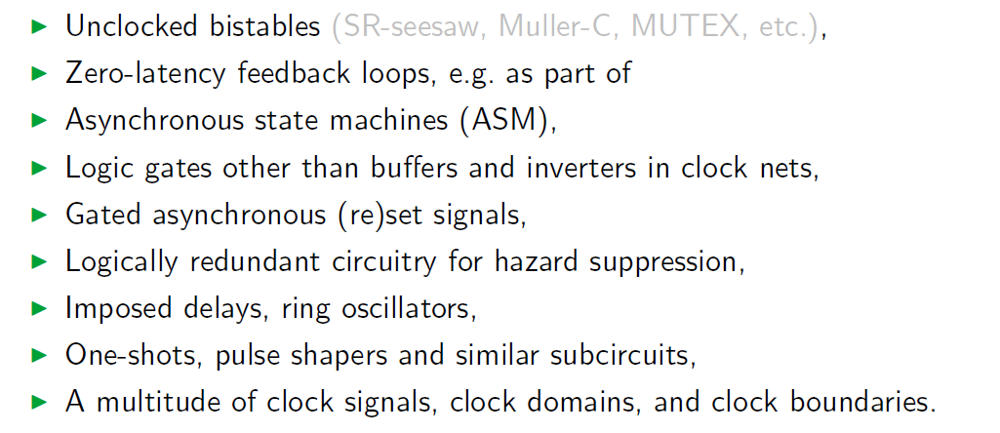 Unclocked bistables (SR-seesaw, Muller-C, MUTEX, etc.),
Zero-latency feedback loops, e.g. as part of
Asynchronous state machines (ASM),
Logic gates other than buffers and inverters in clock nets,
Gated asynchronous (re)set signals,
Logically redundant circuitry for hazard suppression,
Imposed delays, ring oscillators,
One-shots, pulse shapers and similar subcircuits,
A multitude of clock signals, clock domains, and clock boundaries.